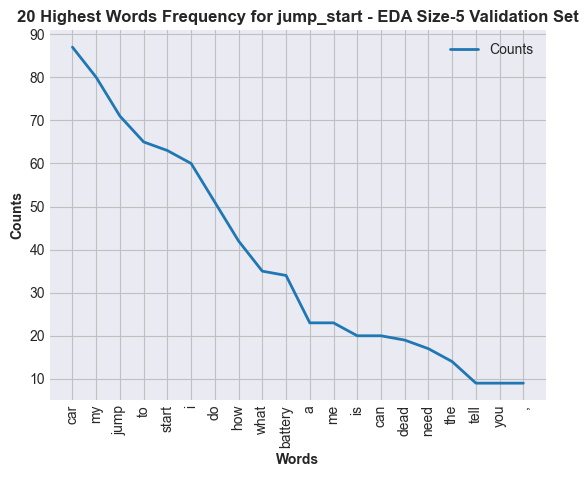 20 Highest Words Frequency for jump_start - EDA Size-5 Validation Set
Counts
90
80
70
60
50
40
30
20
10
Counts
car
my
jump
to
start
i
do
how
what
battery
a
me
is
can
dead
need
the
tell
you
,
Words